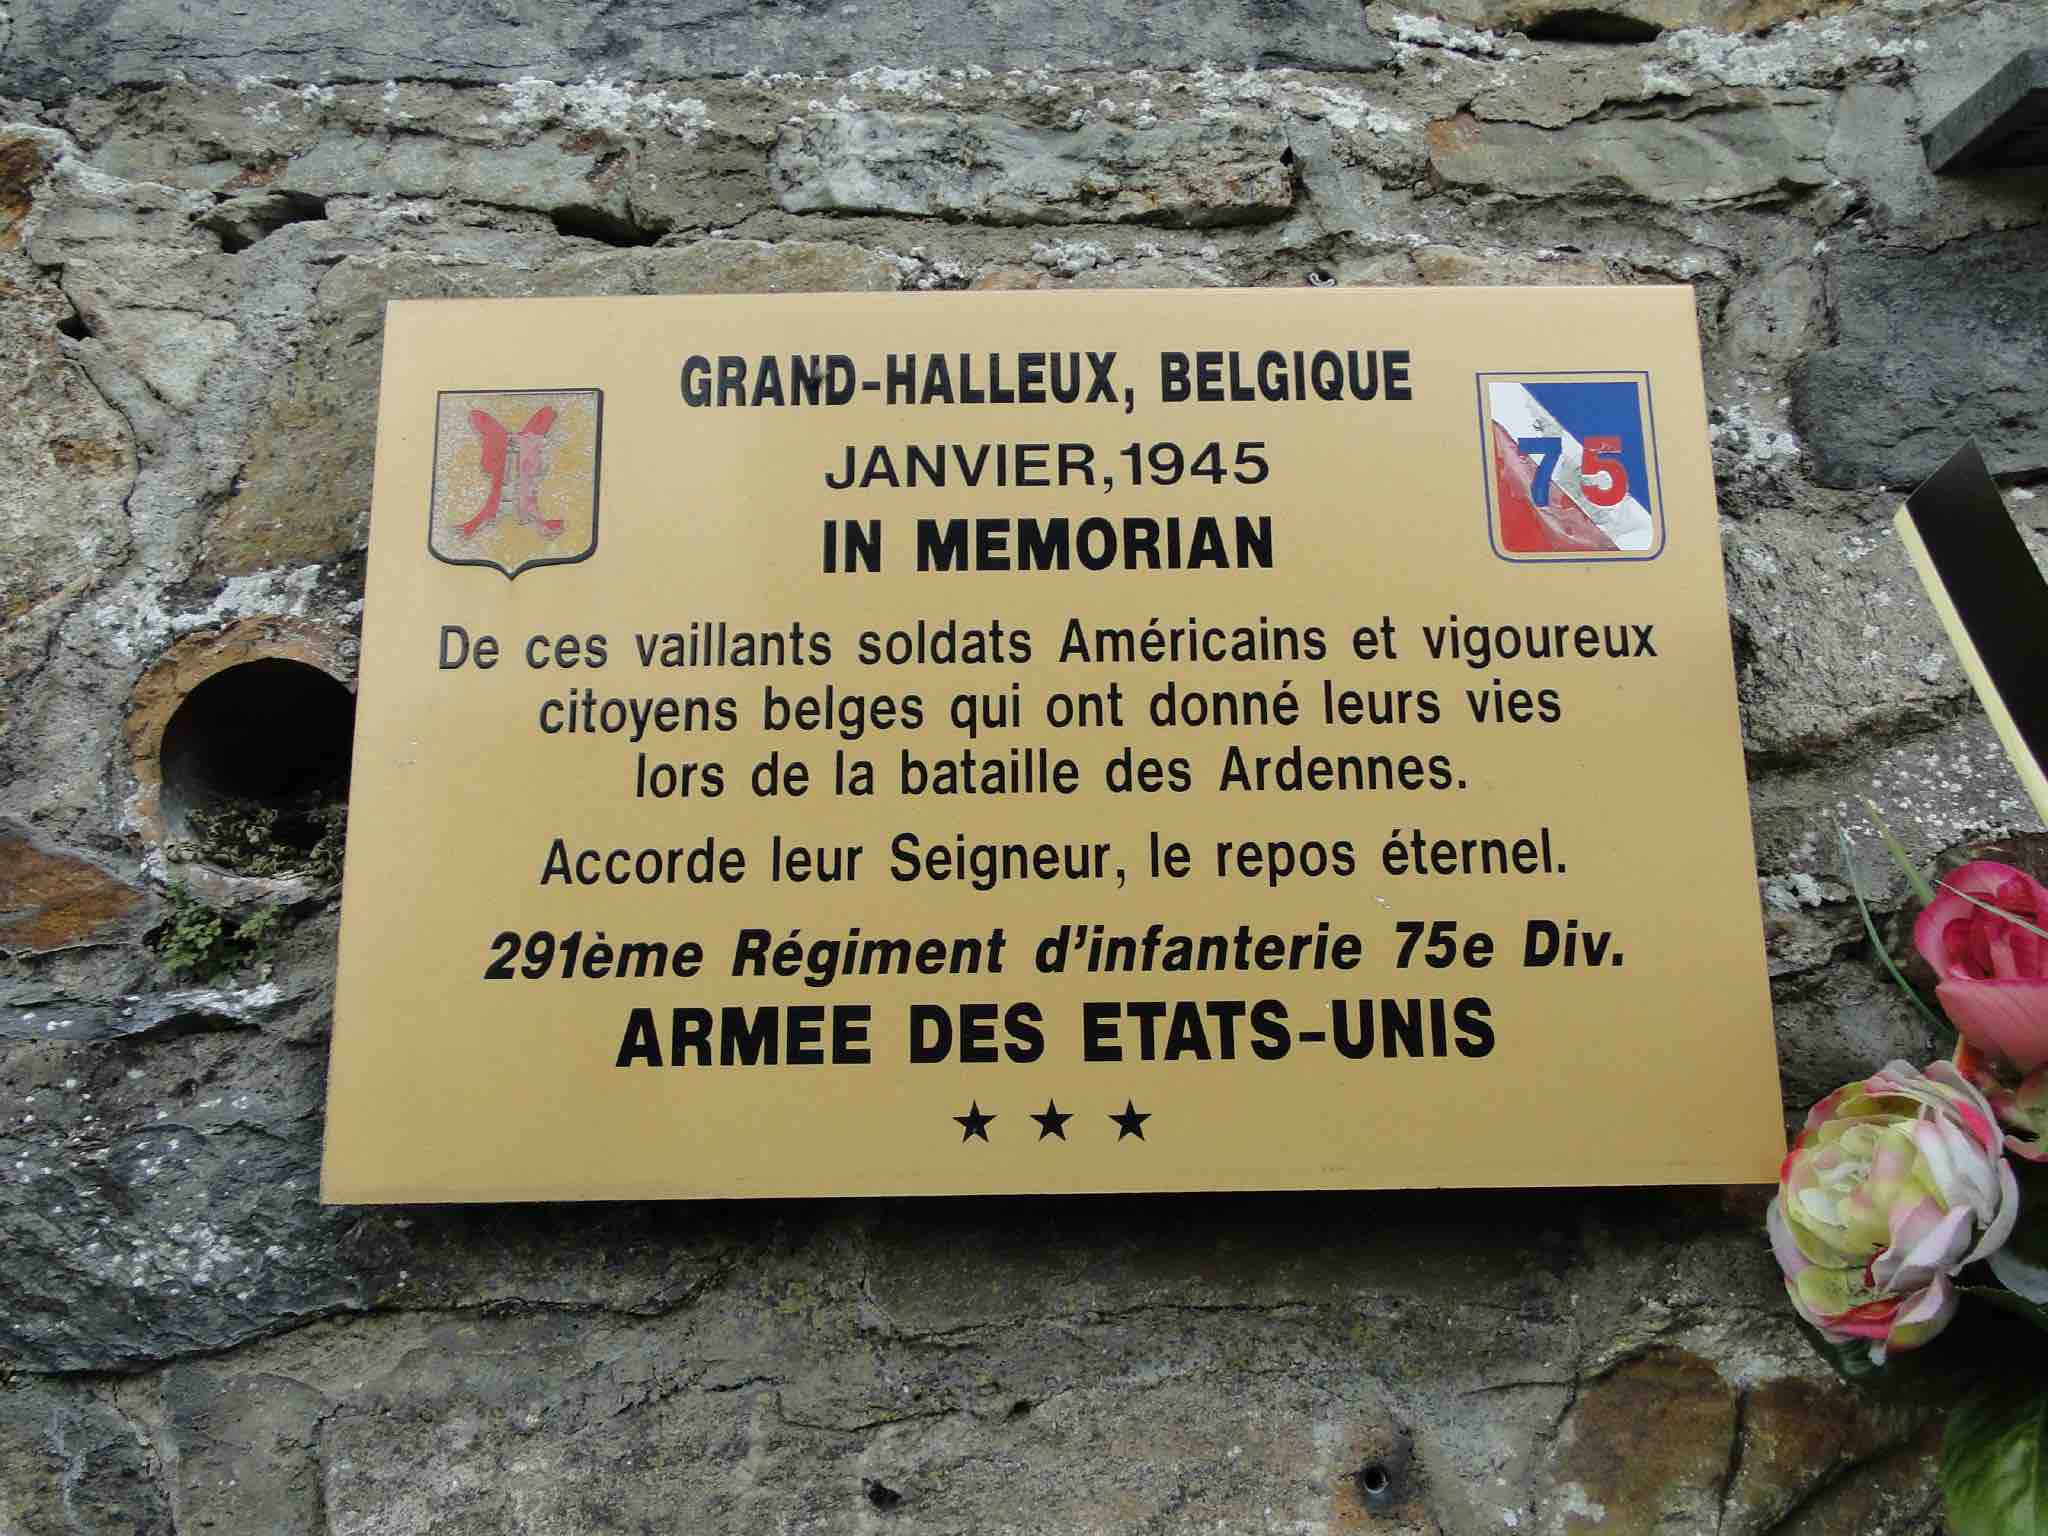 GRAND-HALLEUX, BELGIQUE
JANVIER, 1945
75
IN MEMORIAN
De ces vaillants soldats Américains et vigoureux
citoyens belges qui ont donné leurs vies
lors de la bataille des Ardennes.
Accorde leur Seigneur, le repos éternel.
291ème Régiment d'infanterie 75e Div.
ARMEE DES ETATS-UNIS
★ ★ ★